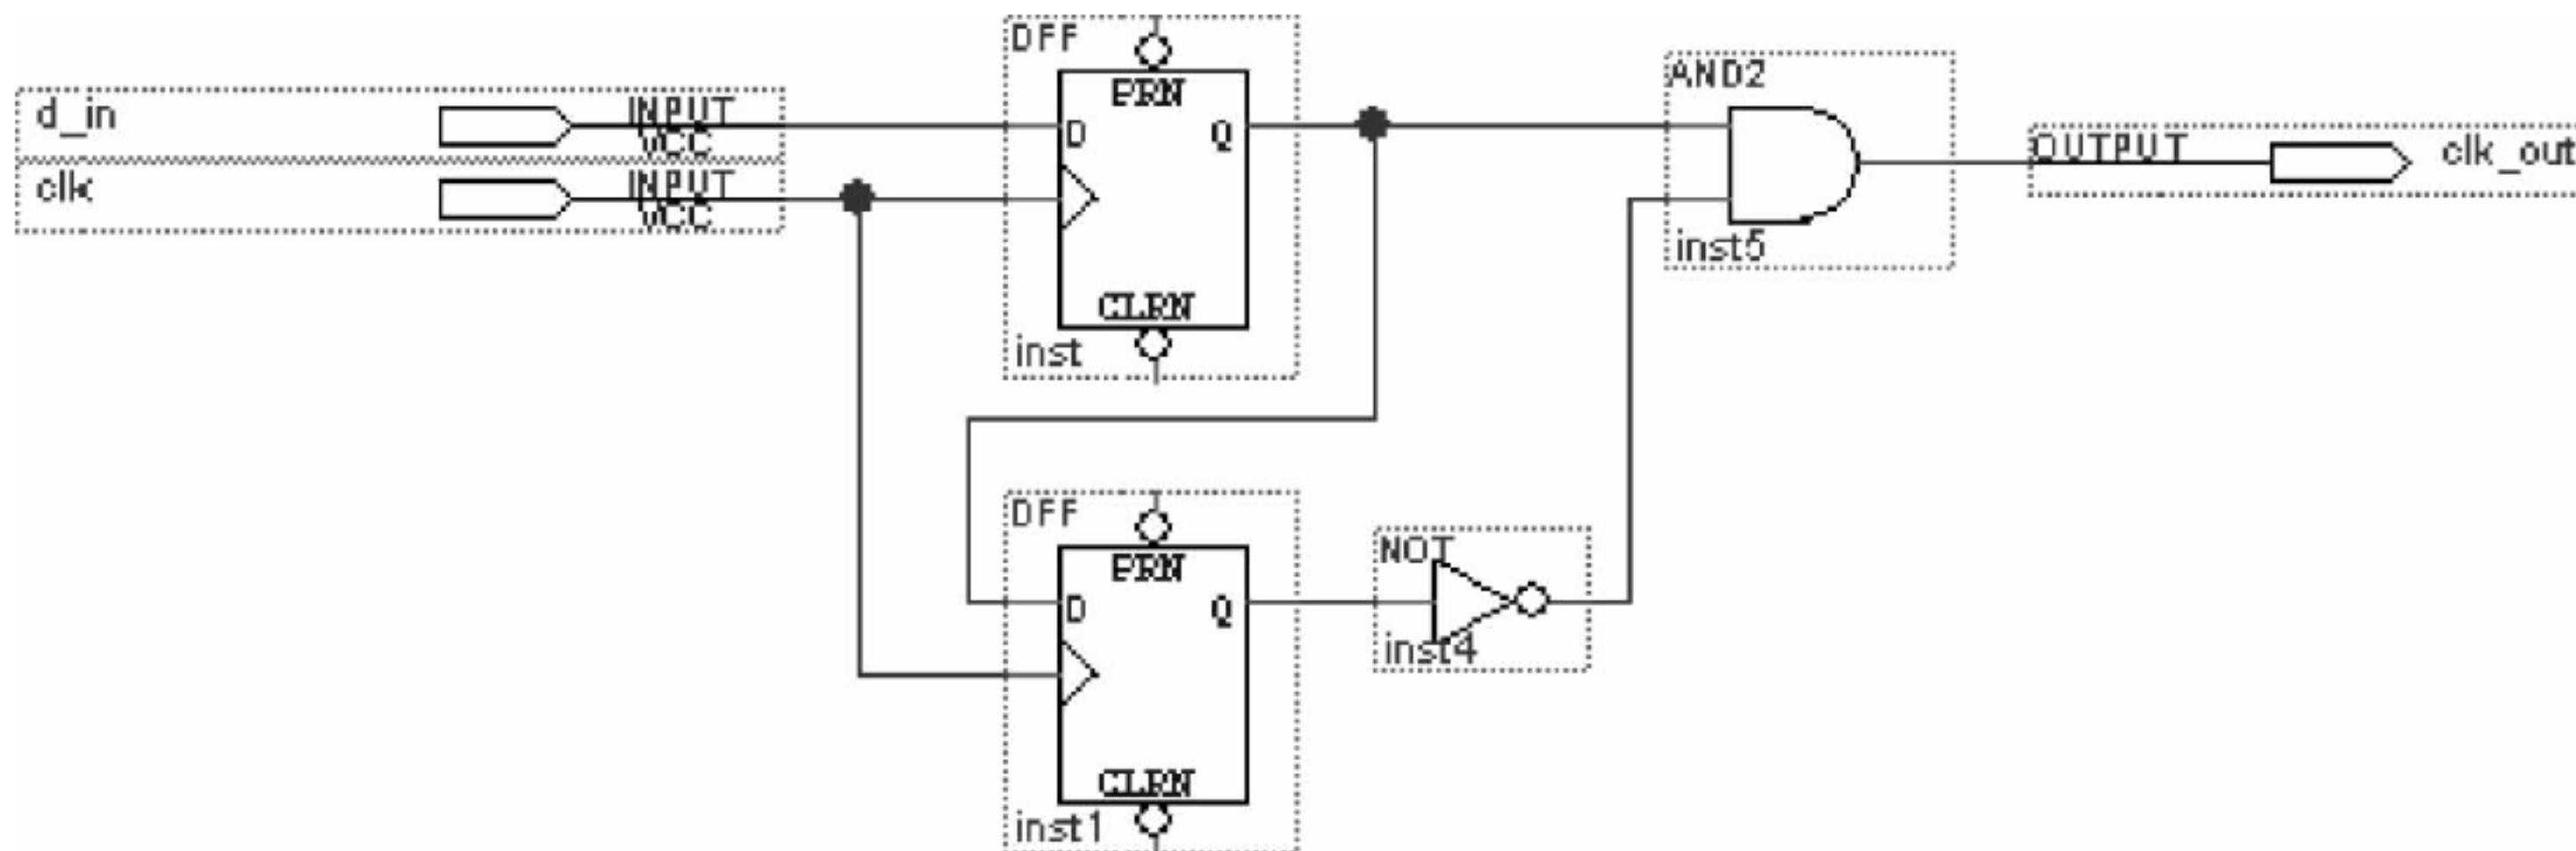 DFF
PRN
d_in
INPUT
VCC
D
Q
clk
INPUT
VCC
CLRN
inst
AND2
inst5
OUTPUT
clk_out
DFF
PRN
D
Q
CLRN
inst1
NOT
inst4